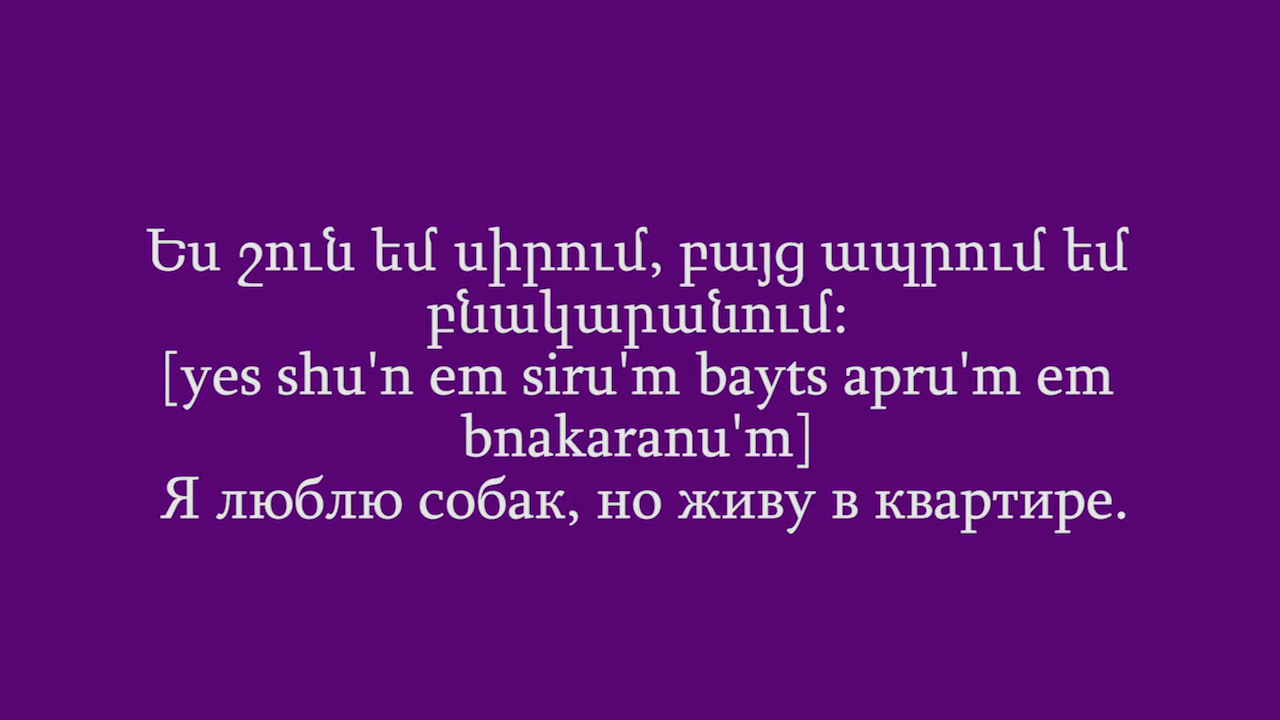 Ես շուն եմ սիրում, բայց ապրում եմ
բնակարանում:
[yes shu'n em siru'm bayts apru'm em
bnakaranu'm]
Я люблю собак, но живу в квартире.